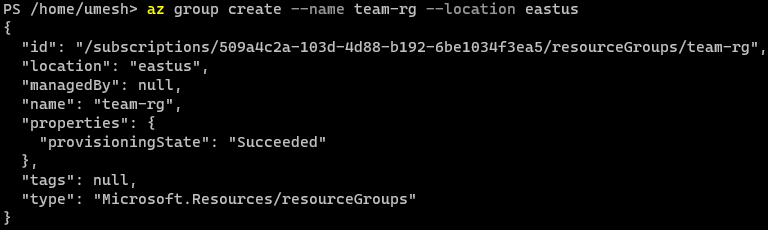 PS /home/umesh> az group create --name team-rg --location eastus
{
  "id": "/subscriptions/509a4c2a-103d-4d88-b192-6be1034f3ea5/resourceGroups/team-rg",
  "location": "eastus",
  "managedBy": null,
  "name": "team-rg",
  "properties": {
    "provisioningState": "Succeeded"
  },
  "tags": null,
  "type": "Microsoft.Resources/resourceGroups"
}